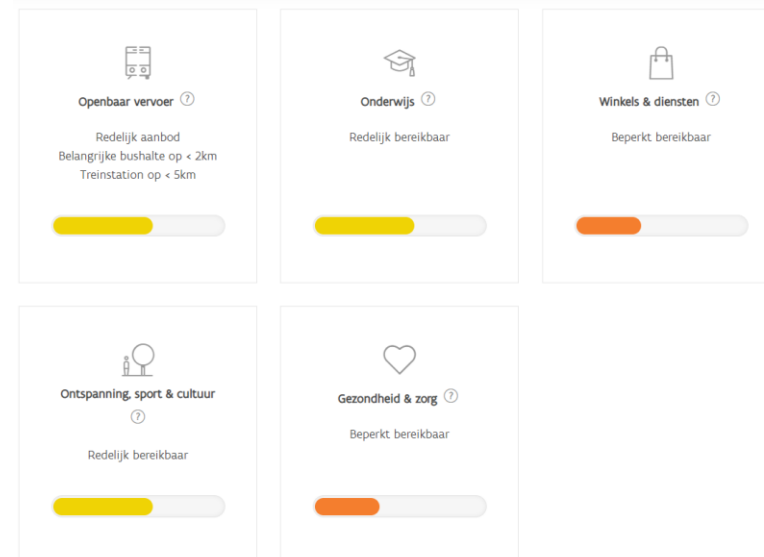 Openbaar vervoer ?
Redelijk aanbod
Belangrijke bushalte op < 2km
Treinstation op < 5km
Onderwijs ?
Redelijk bereikbaar
Winkels & diensten ?
Beperkt bereikbaar
Ontspanning, sport & cultuur
?
Redelijk bereikbaar
Gezondheid & zorg ?
Beperkt bereikbaar